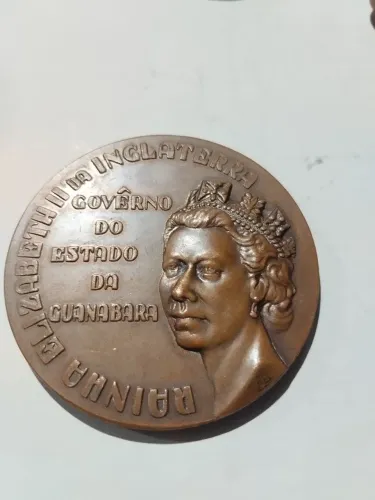 RAINHA ELIZABETH II DA INGLATERRA
GOVÊRNO
DO
ESTADO
DA
GUANABARA